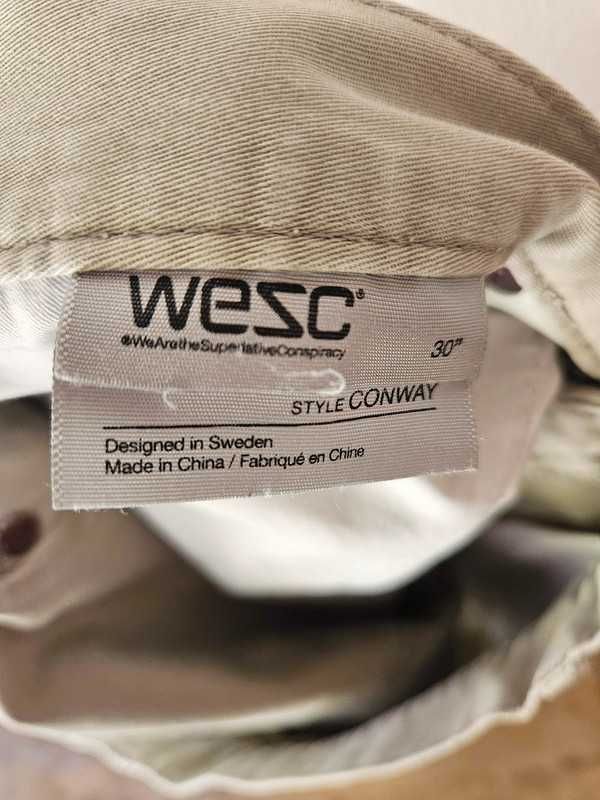 wesc®
®WeAretheSuperlativeConspiracy
30"
STYLE CONWAY
Designed in Sweden
Made in China / Fabriqué en Chine